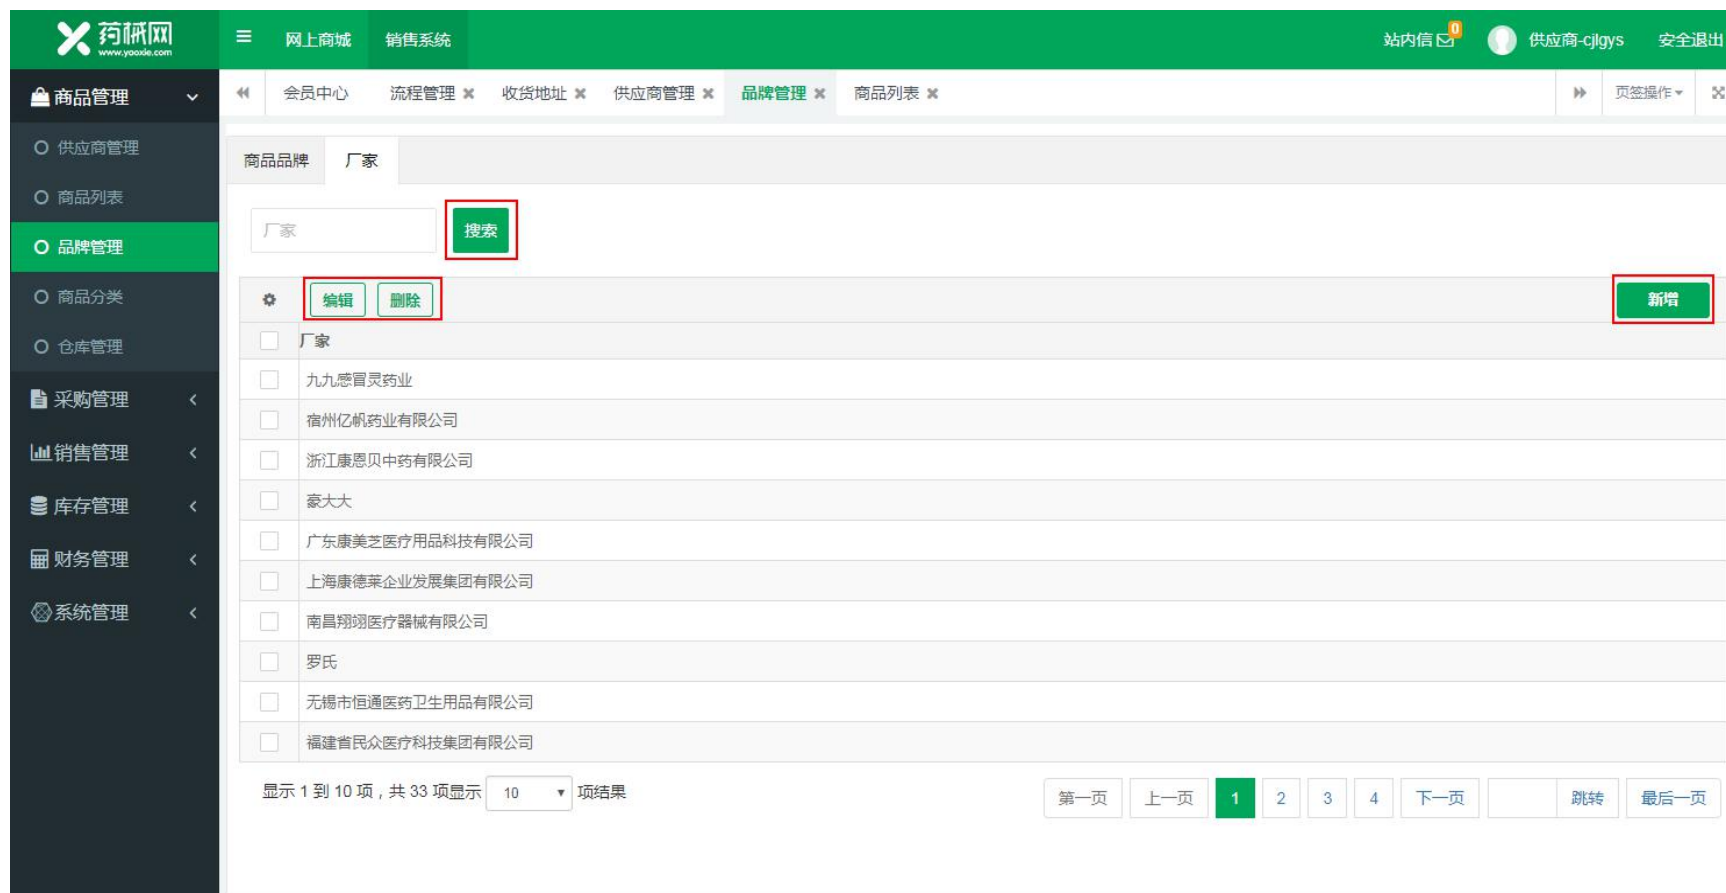 药械网
www.yooxie.com
网上商城 销售系统 站内信 0 供应商-cjlgys 安全退出
商品管理
供应商管理
商品列表
品牌管理
商品分类
仓库管理
采购管理
销售管理
库存管理
财务管理
系统管理
会员中心 流程管理 收货地址 供应商管理 品牌管理 商品列表 页签操作
商品品牌 厂家
厂家 搜索
编辑 删除 新增
厂家
九九感冒灵药业
宿州亿帆药业有限公司
浙江康恩贝中药有限公司
豪大大
广东康美芝医疗用品科技有限公司
上海康德莱企业发展集团有限公司
南昌翔翊医疗器械有限公司
罗氏
无锡市恒通医药卫生用品有限公司
福建省民众医疗科技集团有限公司
显示 1 到 10 项，共 33 项显示 10 项结果
第一页 上一页 1 2 3 4 下一页 跳转 最后一页